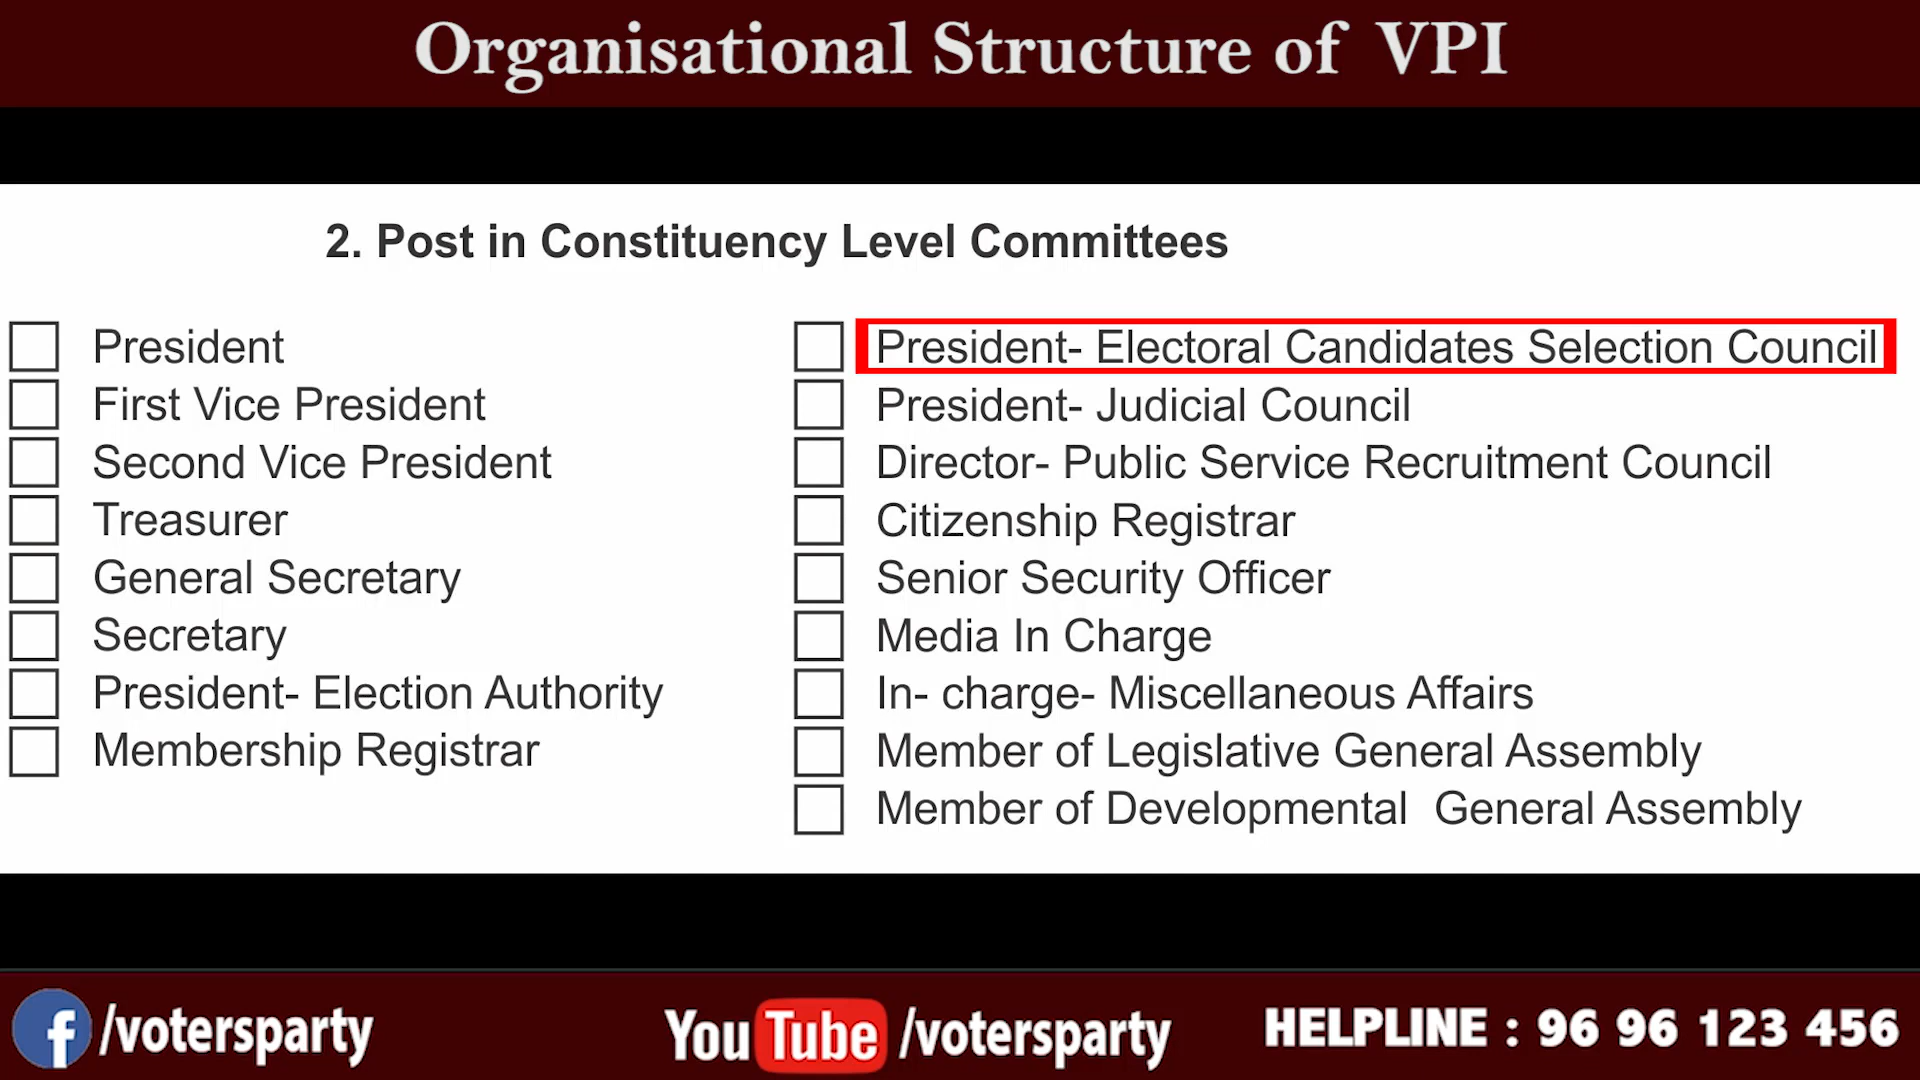 Organisational Structure of VPI
2. Post in Constituency Level Committees
President
First Vice President
Second Vice President
Treasurer
General Secretary
Secretary
President- Election Authority
Membership Registrar
President- Electoral Candidates Selection Council
President- Judicial Council
Director- Public Service Recruitment Council
Citizenship Registrar
Senior Security Officer
Media In Charge
In- charge- Miscellaneous Affairs
Member of Legislative General Assembly
Member of Developmental General Assembly
f /votersparty
YouTube /votersparty
HELPLINE : 96 96 123 456